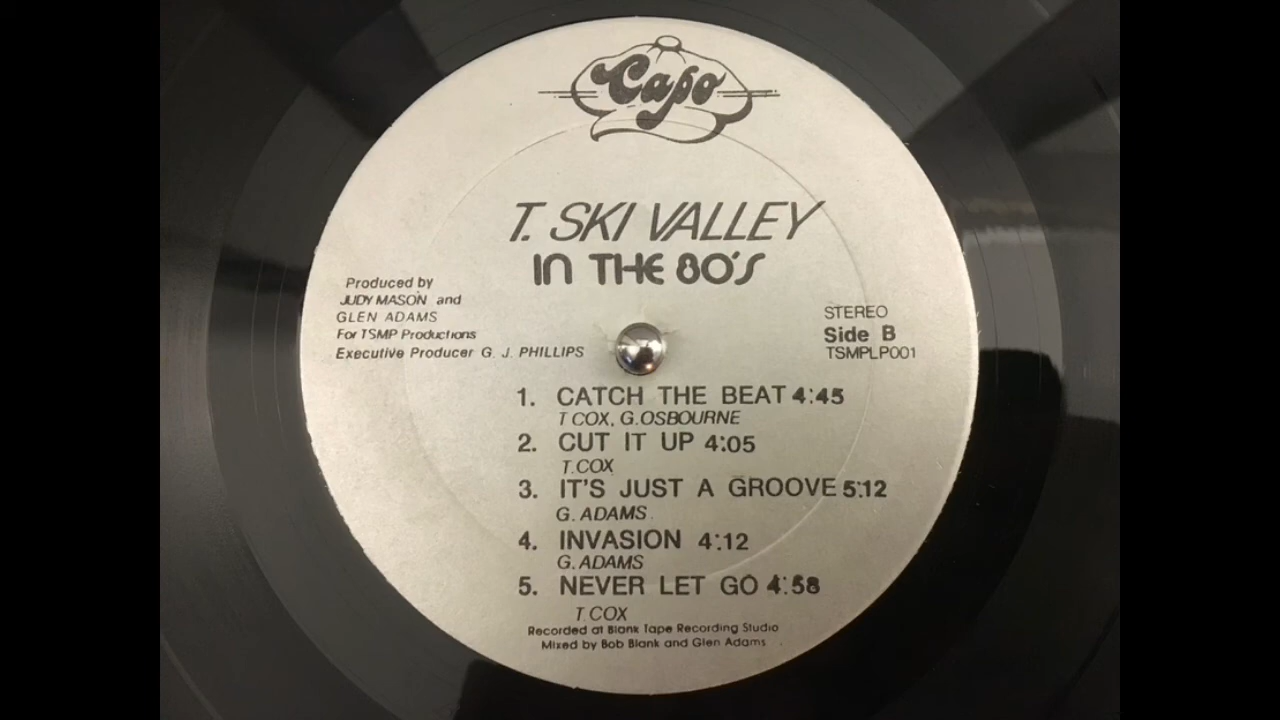 Capo
T. SKI VALLEY
IN THE 80'S
Produced by
JUDY MASON and
GLEN ADAMS
For TSMP Productions
Executive Producer G. J. PHILLIPS
STEREO
Side B
TSMPLP001
1. CATCH THE BEAT 4:45
T COX, G.OSBOURNE
2. CUT IT UP 4:05
T.COX
3. IT'S JUST A GROOVE 5:12
G. ADAMS
4. INVASION 4:12
G. ADAMS
5. NEVER LET GO 4:58
T. COX
Recorded at Blank Tape Recording Studio
Mixed by Bob Blank and Glen Adams